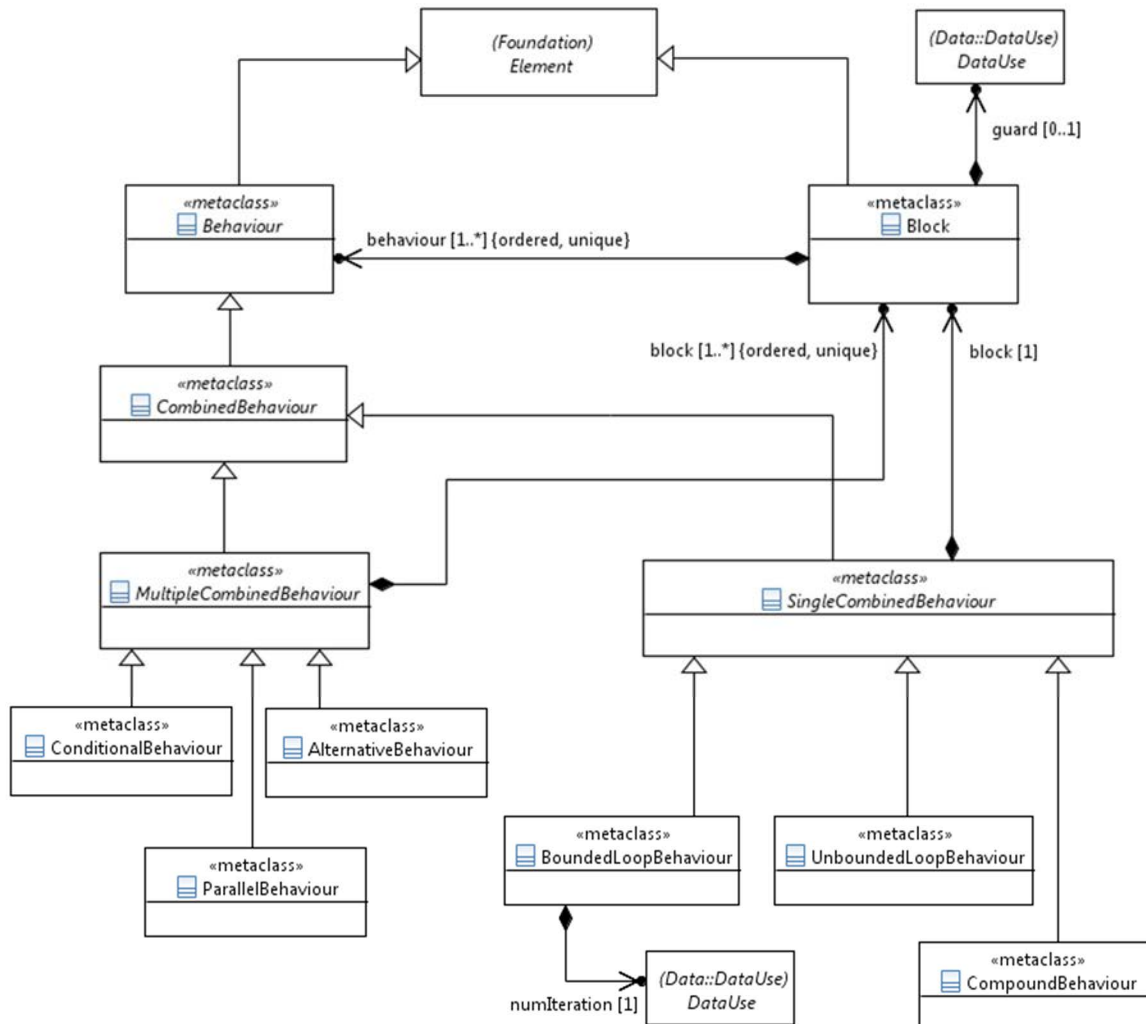 (Foundation)
Element
(Data::DataUse)
DataUse
guard [0..1]
«metaclass»
Behaviour
«metaclass»
Block
behaviour [1..*] {ordered, unique}
block [1..*] {ordered, unique}
block [1]
«metaclass»
CombinedBehaviour
«metaclass»
MultipleCombinedBehaviour
«metaclass»
SingleCombinedBehaviour
«metaclass»
ConditionalBehaviour
«metaclass»
AlternativeBehaviour
«metaclass»
ParallelBehaviour
«metaclass»
BoundedLoopBehaviour
«metaclass»
UnboundedLoopBehaviour
«metaclass»
CompoundBehaviour
numIteration [1]
(Data::DataUse)
DataUse